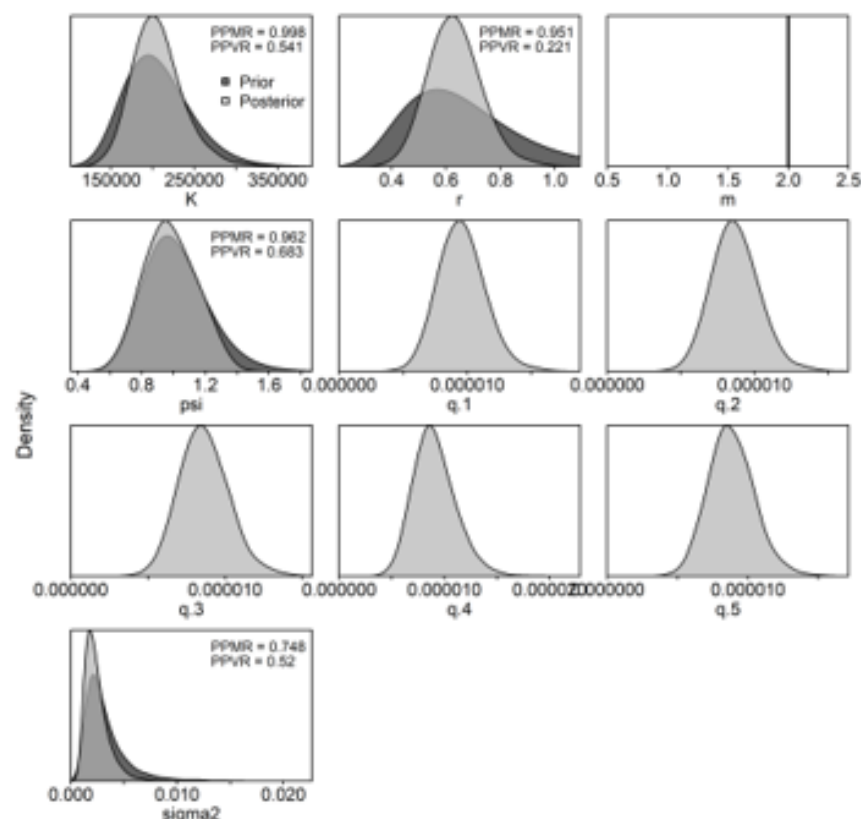 PPMR = 0.998
PPVR = 0.541
Prior
Posterior
150000 250000 350000
K
PPMR = 0.951
PPVR = 0.221
0.4 0.6 0.8 1.0
r
0.5 1.0 1.5 2.0 2.5
m
PPMR = 0.962
PPVR = 0.683
0.4 0.8 1.2 1.6
psi
0.000000 0.000010
q.1
0.000000 0.000010
q.2
Density
0.000000 0.000010
q.3
0.000000 0.000010 0.000020
q.4
0.000000 0.000010
q.5
PPMR = 0.748
PPVR = 0.52
0.000 0.010 0.020
sigma2